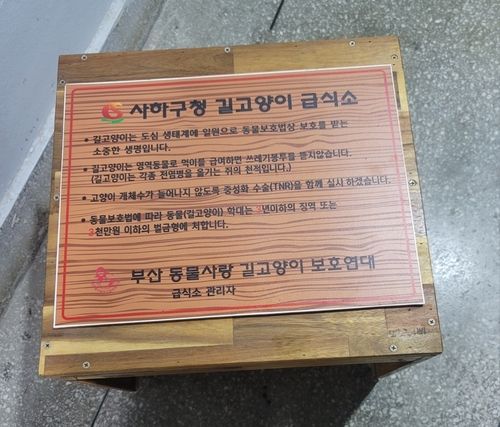 사하구청 길고양이 급식소
• 길고양이는 도심 생태계에 일원으로 동물보호법상 보호를 받는
소중한 생명입니다.
• 길고양이는 영역동물로 먹이를 급여하면 쓰레기봉투를 뜯지않습니다.
(길고양이는 각종 전염병을 옮기는 쥐의 천적입니다.)
• 고양이 개체수가 늘어나지 않도록 중성화 수술(TNR)을 함께 실시 하겠습니다.
• 동물보호법에 따라 동물(길고양이) 학대는 3년이하의 징역 또는
3천만원 이하의 벌금형에 처합니다.
부산 동물사랑 길고양이 보호연대
급식소 관리자